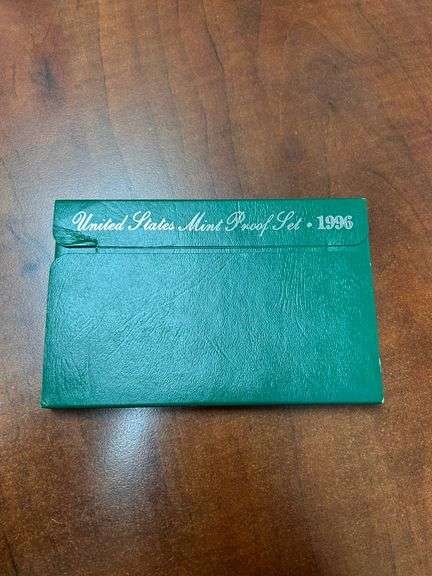 United States Mint Proof Set • 1996